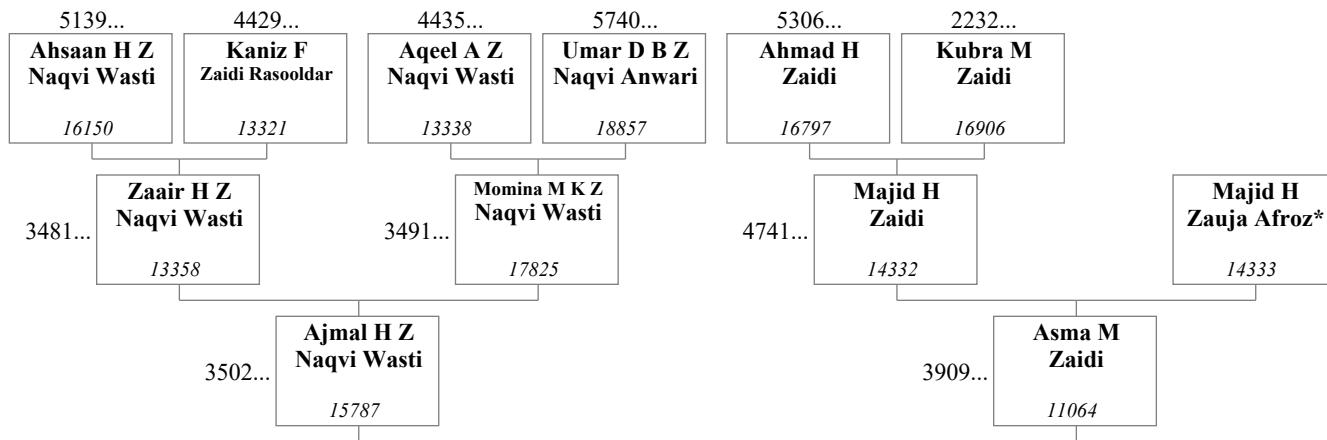 5139...
4429...
4435...
5740...
5306...
2232...
Ahsaan H Z
Naqvi Wasti
16150
Kaniz F
Zaidi Rasooldar
13321
Aqeel A Z
Naqvi Wasti
13338
Umar D B Z
Naqvi Anwari
18857
Ahmad H
Zaidi
16797
Kubra M
Zaidi
16906
3481...
Zaair H Z
Naqvi Wasti
13358
3491...
Momina M K Z
Naqvi Wasti
17825
4741...
Majid H
Zaidi
14332
Majid H
Zauja Afroz*
14333
3502...
Ajmal H Z
Naqvi Wasti
15787
3909...
Asma M
Zaidi
11064